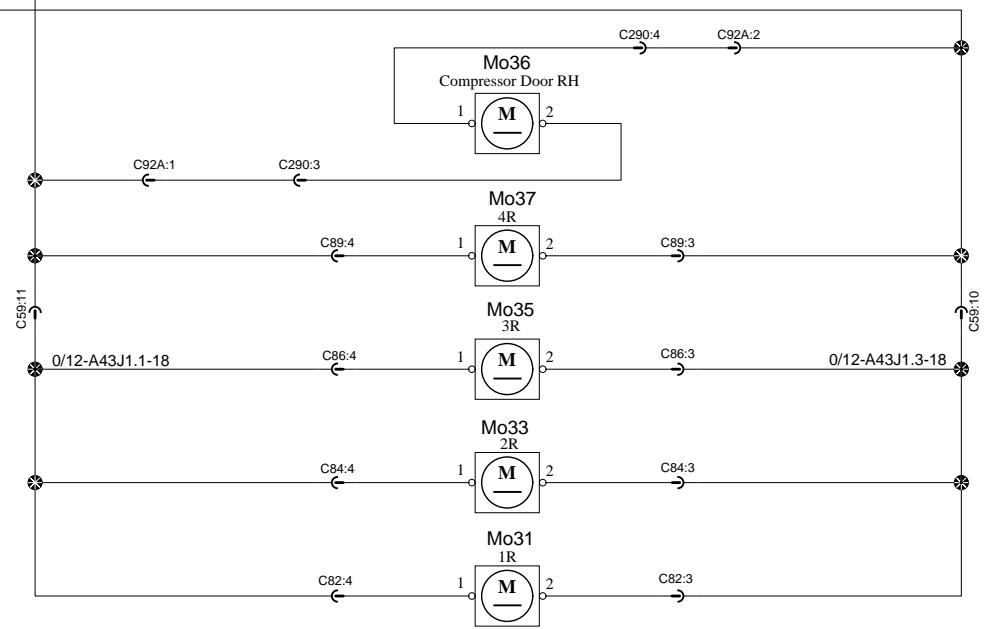 C290:4 C92A:2
Mo36
Compressor Door RH
1 M 2
C92A:1 C290:3
Mo37
4R
C89:4 1 M 2 C89:3
C59:11 C59:10
Mo35
3R
0/12-A43J1.1-18 C86:4 1 M 2 C86:3 0/12-A43J1.3-18
Mo33
2R
C84:4 1 M 2 C84:3
Mo31
1R
C82:4 1 M 2 C82:3